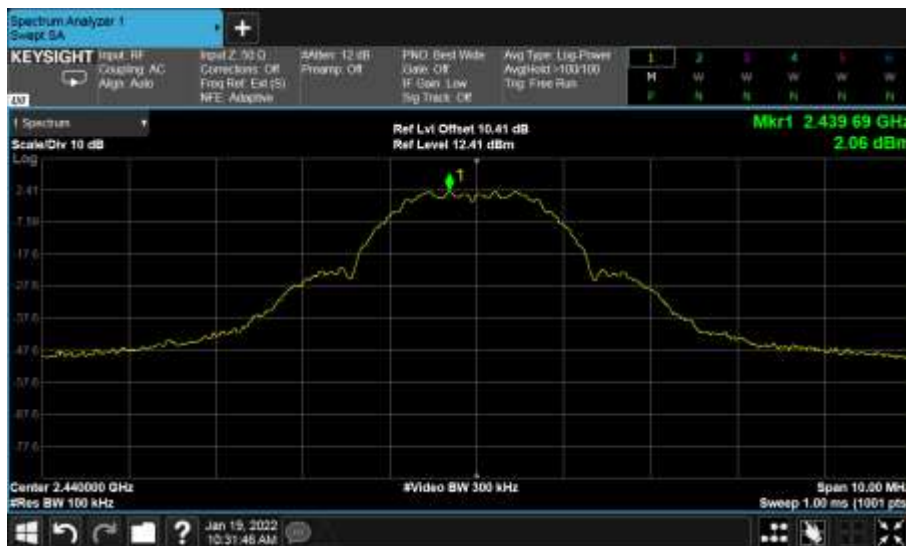 Spectrum Analyzer 1
Swept SA
+
KEYSIGHT
Input: RF
Coupling: AC
Align: Auto
Input Z: 50 Ω
Corrections: Off
Freq Ref: Ext (S)
NFE: Adaptive
#Atten: 12 dB
Preamp: Off
PNO: Best Wide
Gate: Off
IF Gain: Low
Sig Track: Off
Avg Type: Log-Power
Avg|Hold:>100/100
Trig: Free Run
1 2 3 4 5 6
M W W W W W
P N N N N N
1 Spectrum
Scale/Div 10 dB
Ref Lvl Offset 10.41 dB
Ref Level 12.41 dBm
Mkr1 2.439 69 GHz
2.06 dBm
Log
1
2.41
-7.59
-17.6
-27.6
-37.6
-47.6
-57.6
-67.6
-77.6
Center 2.440000 GHz
#Video BW 300 kHz
Span 10.00 MHz
#Res BW 100 kHz
Sweep 1.00 ms (1001 pts)
?
Jan 19, 2022
10:31:46 AM